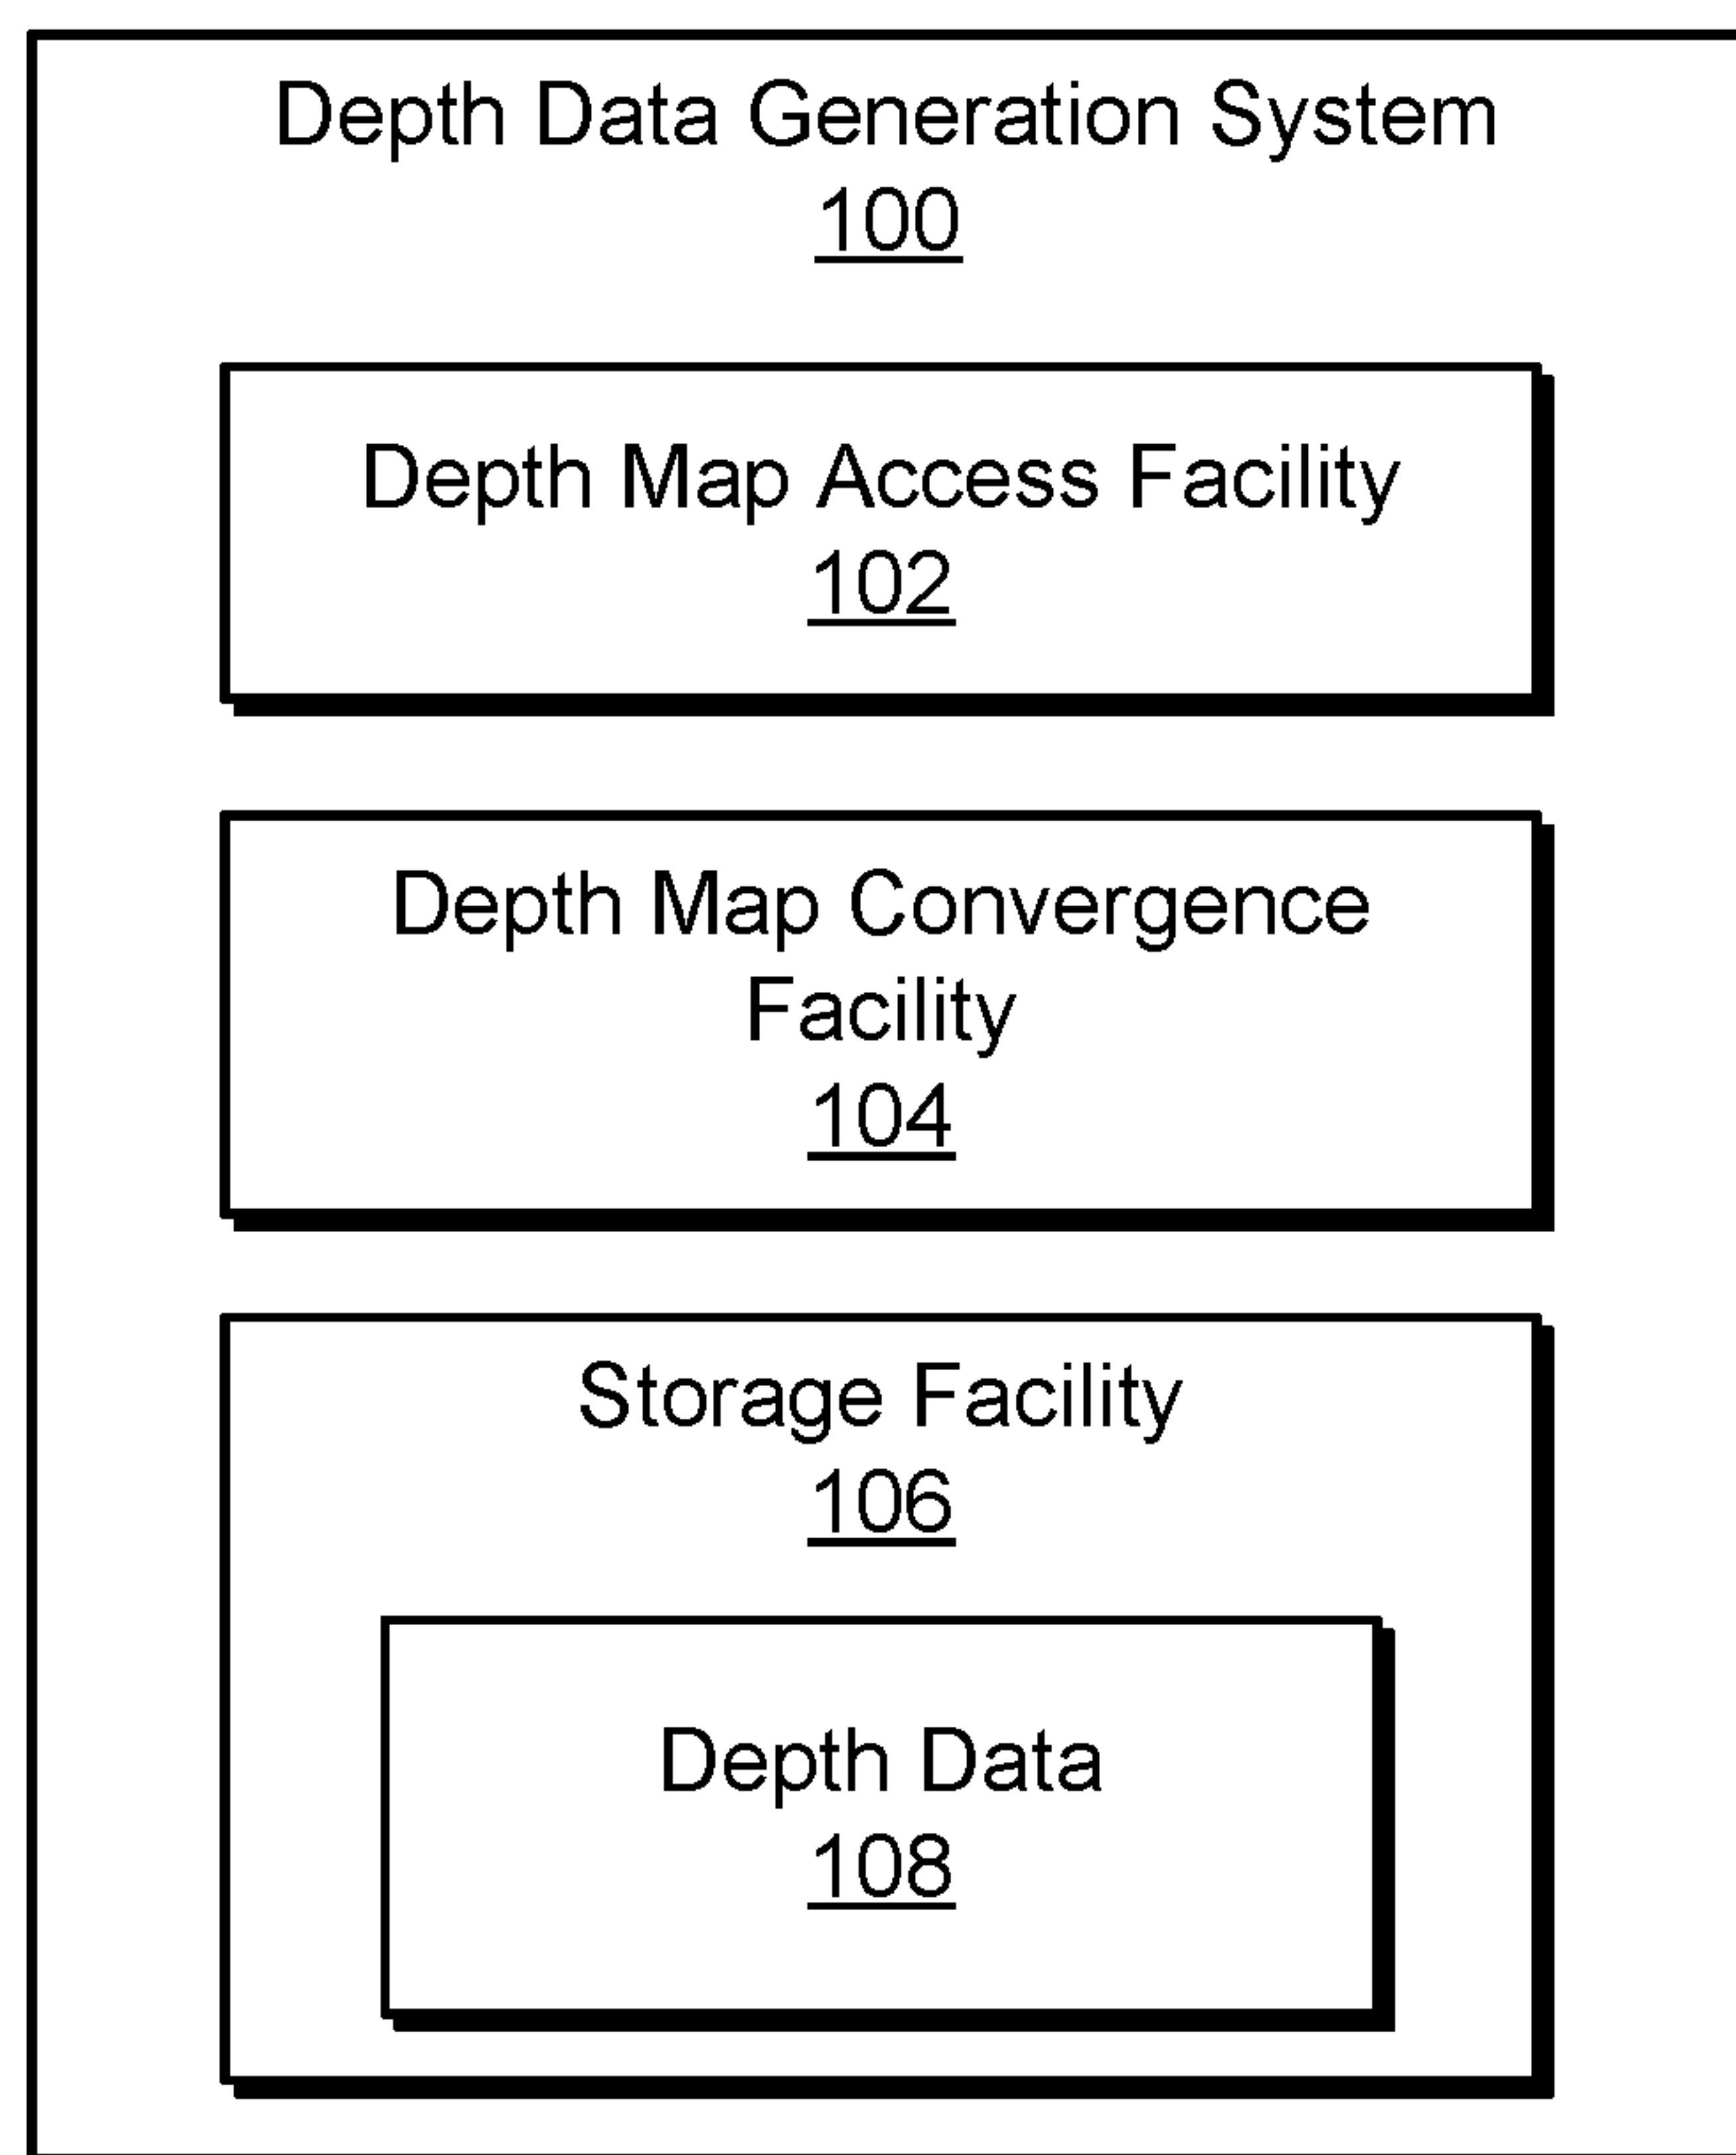 Depth Data Generation System
100
Depth Map Access Facility
102
Depth Map Convergence
Facility
104
Storage Facility
106
Depth Data
108